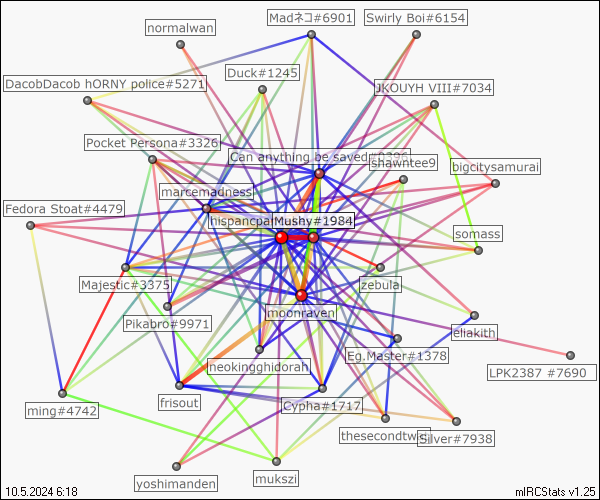 Madネコ#6901
Swirly Boi#6154
normalwan
Duck#1245
DacobDacob hORNY police#5271
JKOUYH VIII#7034
Pocket Persona#3326
Can anything be saved
shawntee9
bigcitysamurai
marcemadness
Fedora Stoat#4479
hispancpa
Mushy#1984
somass
Majestic#3375
zebula
moonraven
Pikabro#9971
eliakith
Eg.Master#1378
neokingghidorah
LPK2387 #7690
frisout
Cypha#1717
ming#4742
thesecondtwist
Silver#7938
yoshimanden
mukszi
10.5.2024 6:18
mIRCStats v1.25